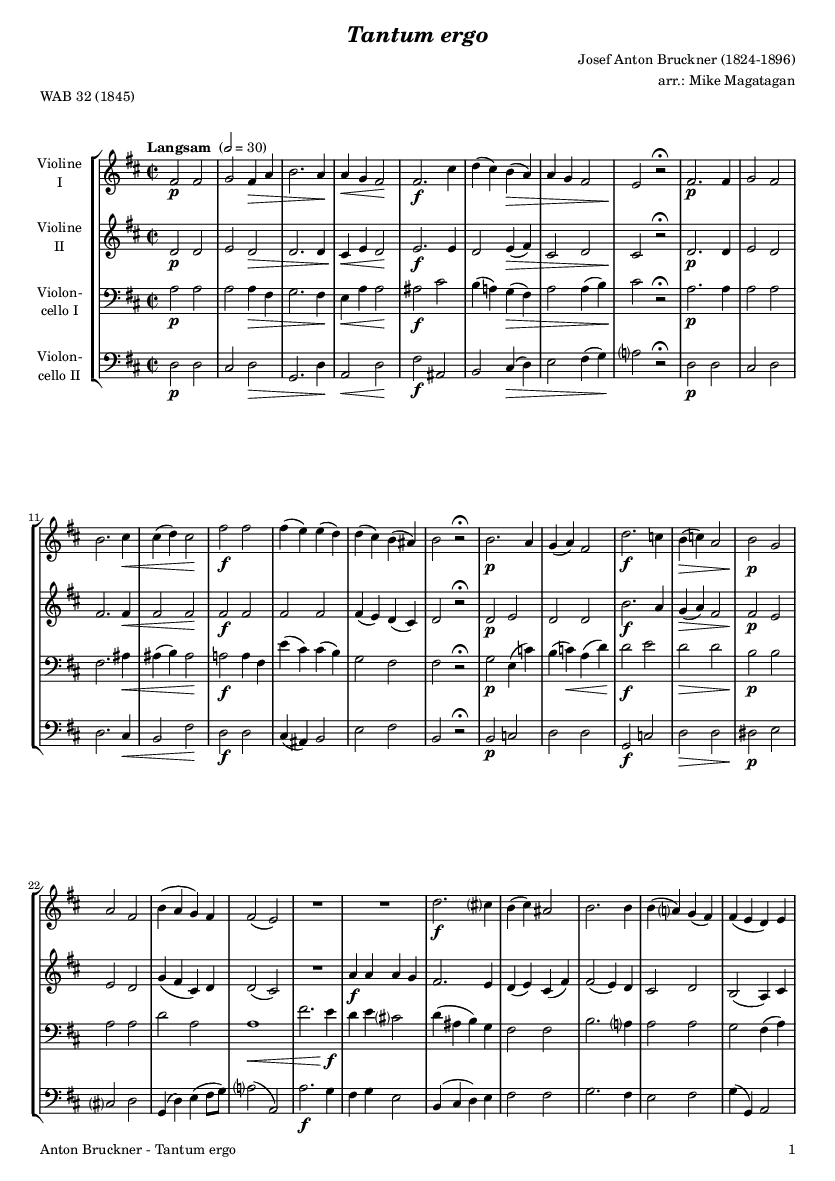 Tantum ergo
Josef Anton Bruckner (1824-1896)
arr.: Mike Magatagan
WAB 32 (1845)
Langsam (𝅗𝅥 = 30)
Violine
I
p
f
p
Violine
II
p
f
p
Violon-
cello I
p
f
p
Violon-
cello II
p
f
p
11
f
p
f
p
f
p
f
p
f
p
f
p
f
p
f
p
22
f
f
f
f
Anton Bruckner - Tantum ergo
1